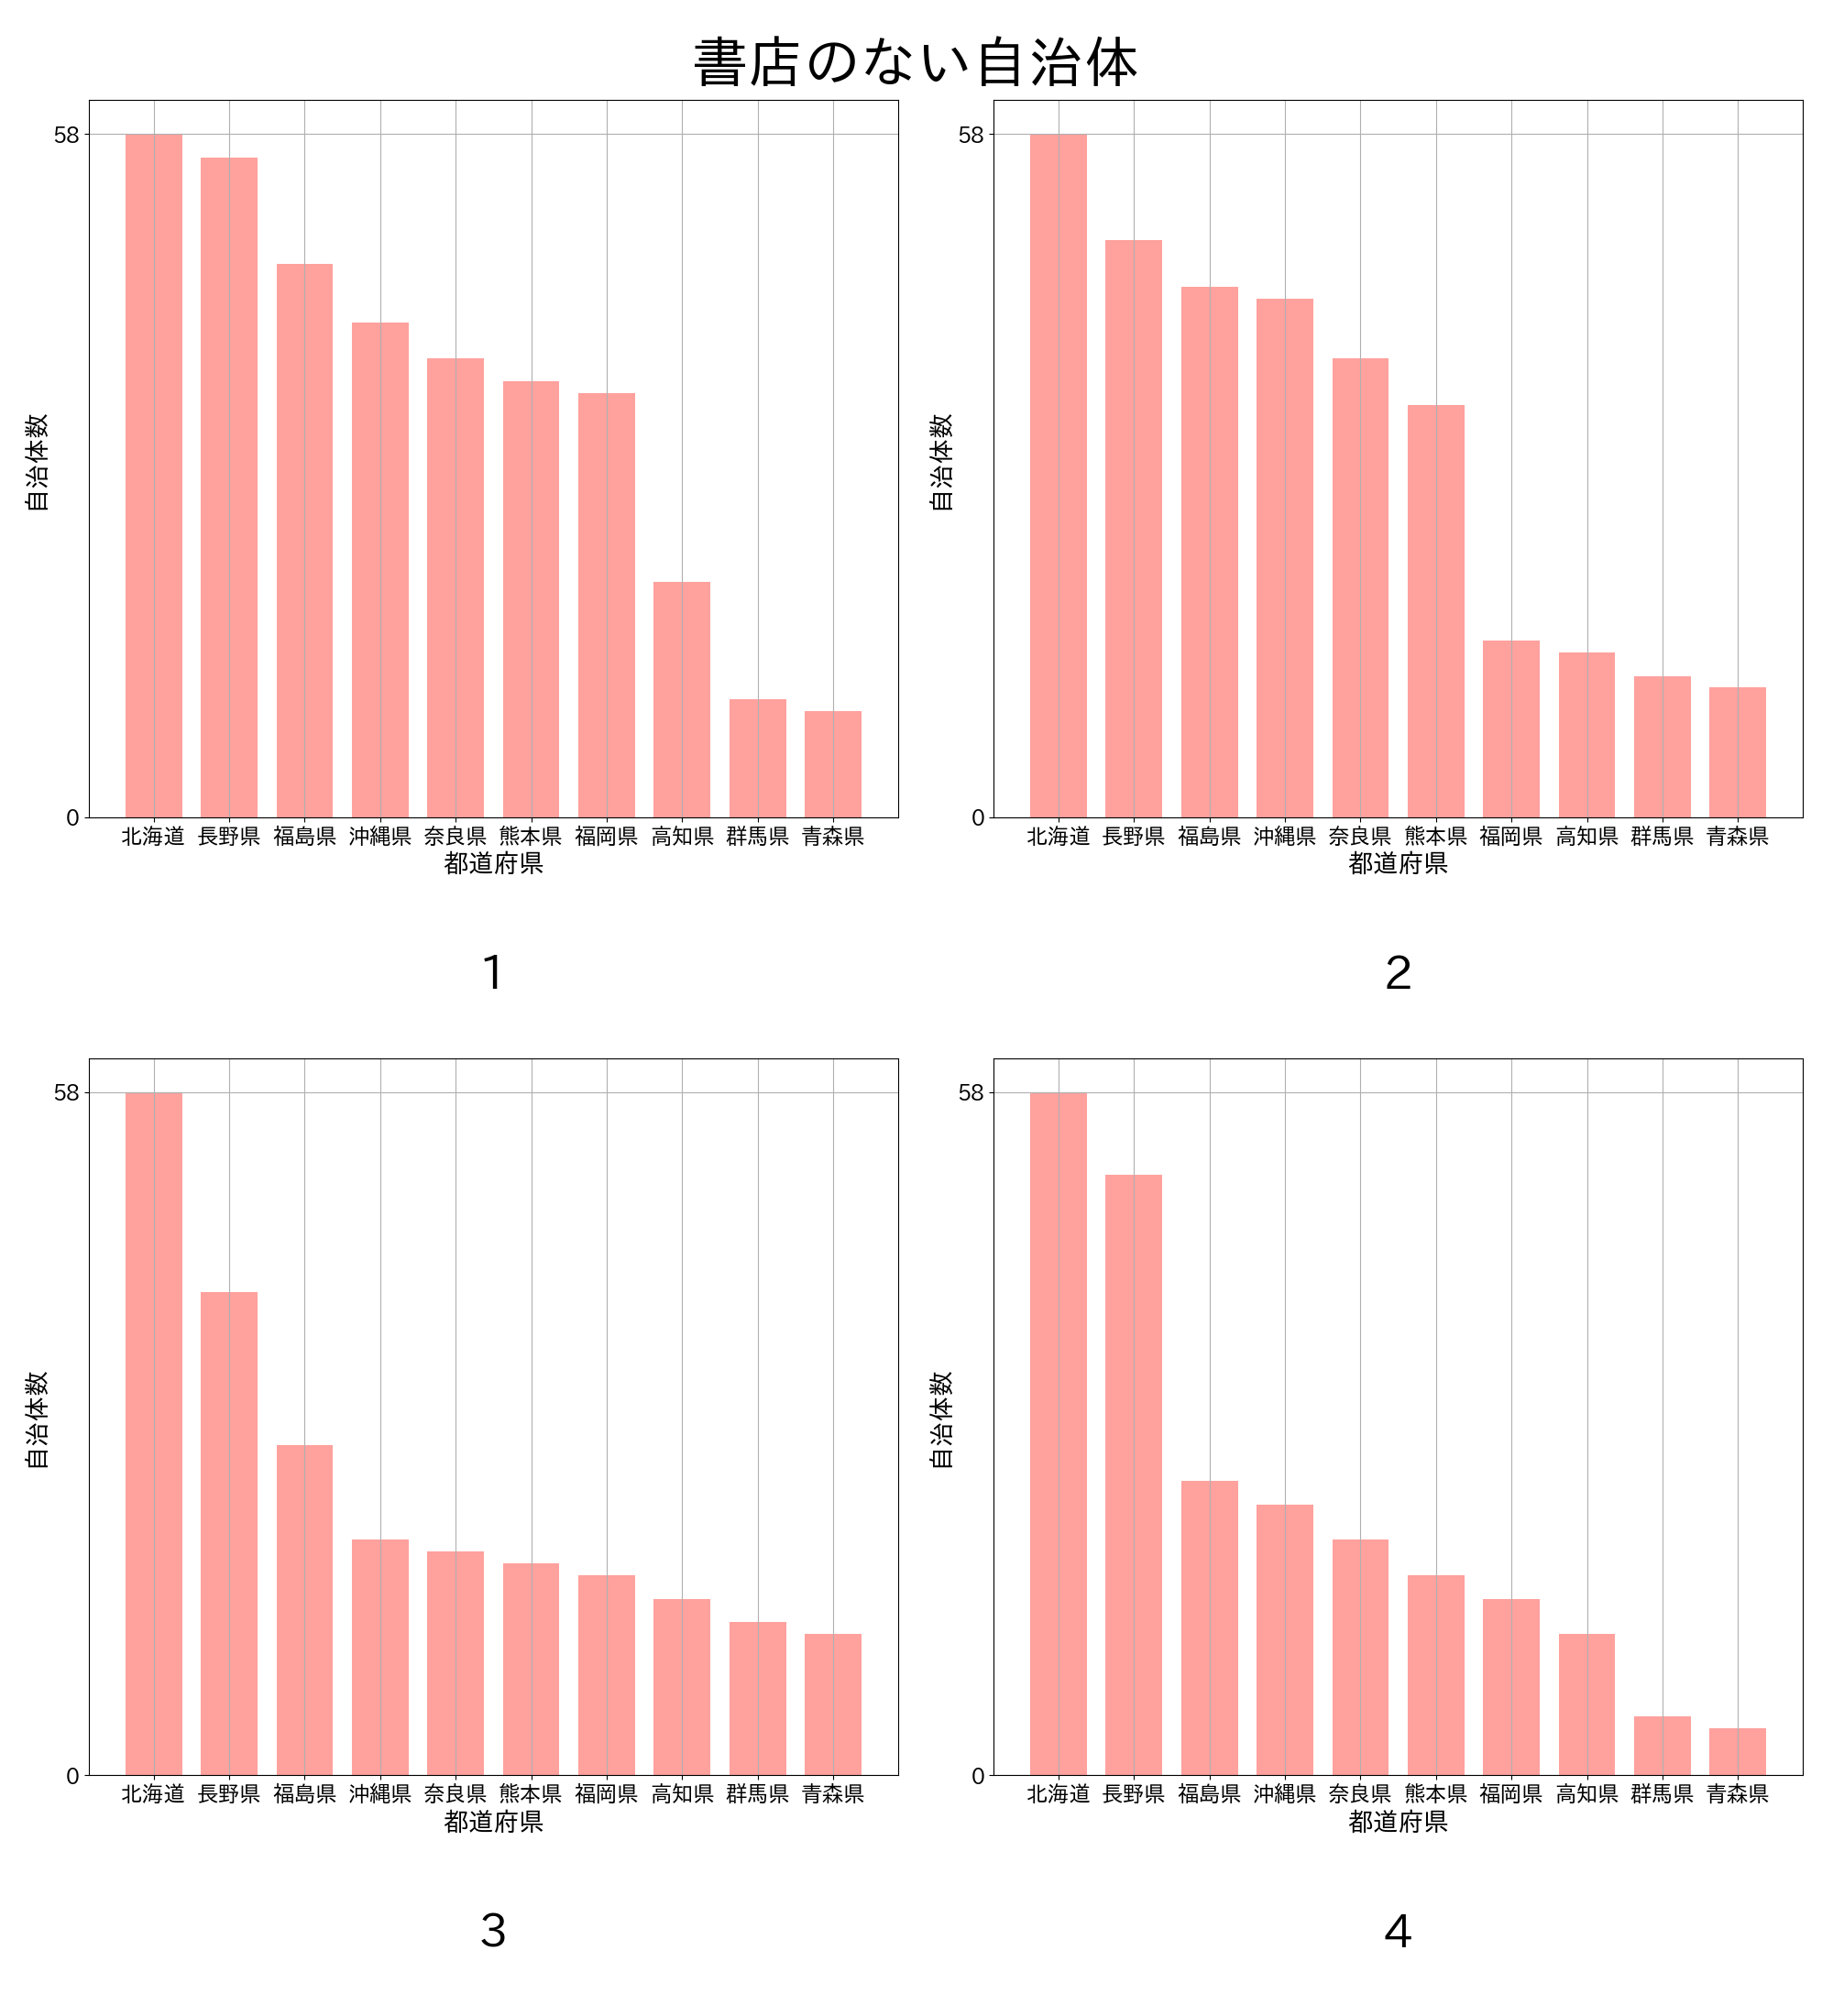 書店のない自治体
58
0
自治体数
北海道 長野県 福島県 沖縄県 奈良県 熊本県 福岡県 高知県 群馬県 青森県
都道府県
1
58
0
自治体数
北海道 長野県 福島県 沖縄県 奈良県 熊本県 福岡県 高知県 群馬県 青森県
都道府県
2
58
0
自治体数
北海道 長野県 福島県 沖縄県 奈良県 熊本県 福岡県 高知県 群馬県 青森県
都道府県
3
58
0
自治体数
北海道 長野県 福島県 沖縄県 奈良県 熊本県 福岡県 高知県 群馬県 青森県
都道府県
4